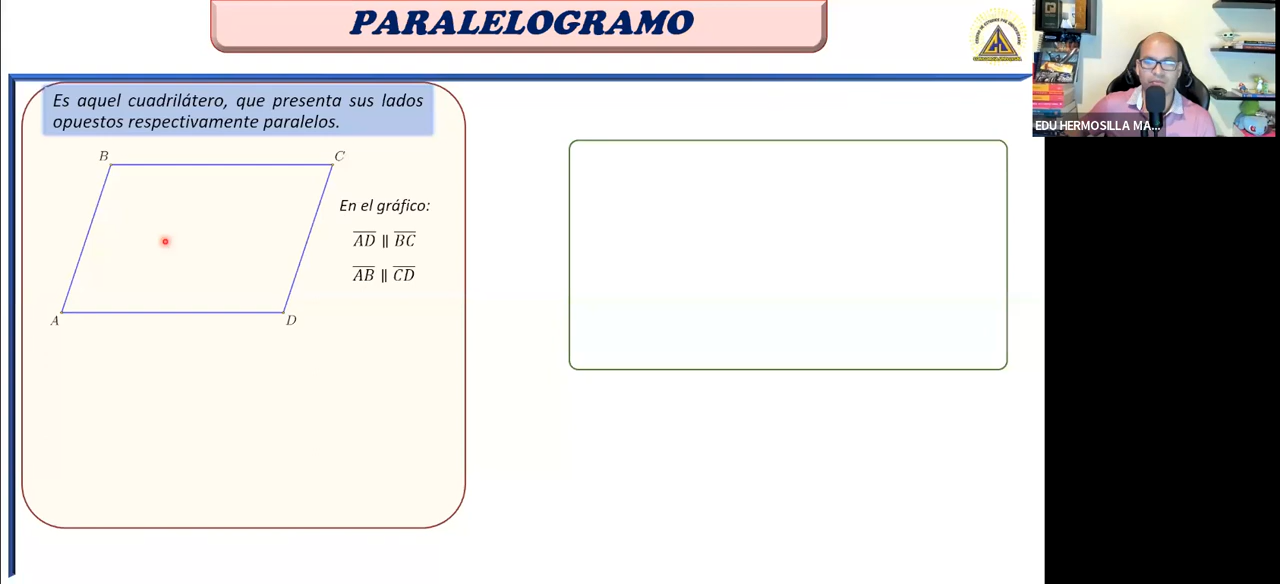 PARALELOGRAMO
Es aquel cuadrilátero, que presenta sus lados
opuestos respectivamente paralelos.
B
C
En el gráfico:
AD ∥ BC
AB ∥ CD
A
D
EDU HERMOSILLA MA...